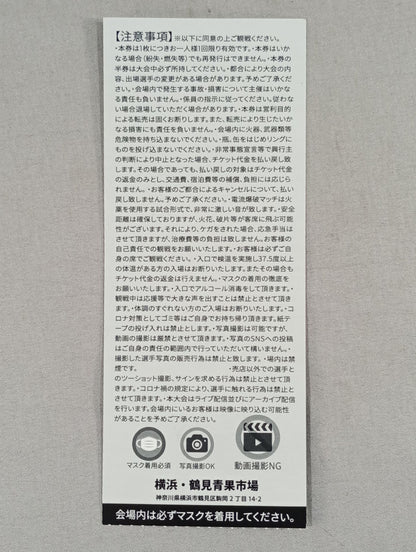 【注意事項】※以下に同意の上ご観戦ください。
・本券は1枚につきお一人様1回限り有効です。・本券はいか
なる場合(紛失・燃失等)でも再発行はできません。・本券の
半券は大会中必ず所持してください。・都合により大会の内
容、出場選手の変更がある場合があります。予めご了承くださ
い。・会場内で発生する事故・損害について主催はいかな
る責任も負いません。・係員の指示に従ってください。従わな
い場合退場していただく場合があります。・本券は営利目的
による転売は固くお断りします。また、転売により生じたいか
なる損害にも責任を負いません。・会場内に火器、武器類等
危険物を持ち込まないでください。・瓶、缶をはじめリングに
ものを投げ込まないでください。・非常事態宣言等で興行主
の判断により中止となった場合、チケット代金を払い戻し致
します。その場合であっても、払い戻しの対象はチケット代金
の返金のみとし、交通費、宿泊費等の補償、負担には応じら
れません。・お客様のご都合によるキャンセルについて、払い
戻し致しません。予めご了承ください。・電流爆破マッチは火
薬を使用する試合形式で、非常に激しい音が致します。・安全
距離は確保しておりますが、火花、破片等が客席に飛ぶ可能
性がございます。それにより、ケガをされた場合、応急手当は
させて頂きますが、治療費等の負担は致しません。お客様の
自己責任での観戦をお願いいたします。・お客様は必ずご自
身の席でご観戦ください。・入口で検温を実施し37.5度以上
の体温がある方の入場はお断りいたします。またその場合も
チケット代金の返金は行えません。・マスクの着用の徹底を
お願いいたします。・入口でアルコール消毒をして頂きます。・
観戦中は応援等で大きな声を出すことは禁止とさせて頂き
ます。・体調のすぐれない方のご入場はお断りいたします。・コ
ロナ対策としてゴミ等はご自身でお持ち帰り頂きます。紙テ
ープの投げ入れは禁止とします。・写真撮影は可能ですが、
動画の撮影は厳禁とさせて頂きます。・写真のSNSへの投稿
はご自身の責任の範囲内で行っていただいて構いません。・
撮影した選手写真の販売行為は禁止と致します。・場内は禁
煙です。　・売店以外での選手と
のツーショット撮影、サインを求める行為は禁止とさせて頂
きます。・コロナ禍の規定により、選手に触れる行為は禁止と
させて頂きます。・本大会はライブ配信並びにアーカイブ配信
を行います。会場内にいるお客様は映像に映り込む可能性
があることを予めご了承ください。
マスク着用必須 写真撮影OK 動画撮影NG
横浜・鶴見青果市場
神奈川県横浜市鶴見区駒岡2丁目14-2
会場内は必ずマスクを着用してください。